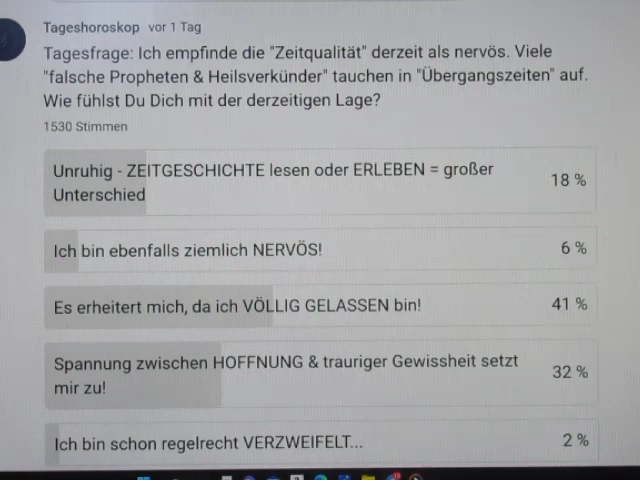 Tageshoroskop vor 1 Tag
Tagesfrage: Ich empfinde die "Zeitqualität" derzeit als nervös. Viele
"falsche Propheten & Heilsverkünder" tauchen in "Übergangszeiten" auf.
Wie fühlst Du Dich mit der derzeitigen Lage?
1530 Stimmen
Unruhig - ZEITGESCHICHTE lesen oder ERLEBEN = großer
Unterschied
18 %
Ich bin ebenfalls ziemlich NERVÖS!
6 %
Es erheitert mich, da ich VÖLLIG GELASSEN bin!
41 %
Spannung zwischen HOFFNUNG & trauriger Gewissheit setzt
mir zu!
32 %
Ich bin schon regelrecht VERZWEIFELT...
2 %